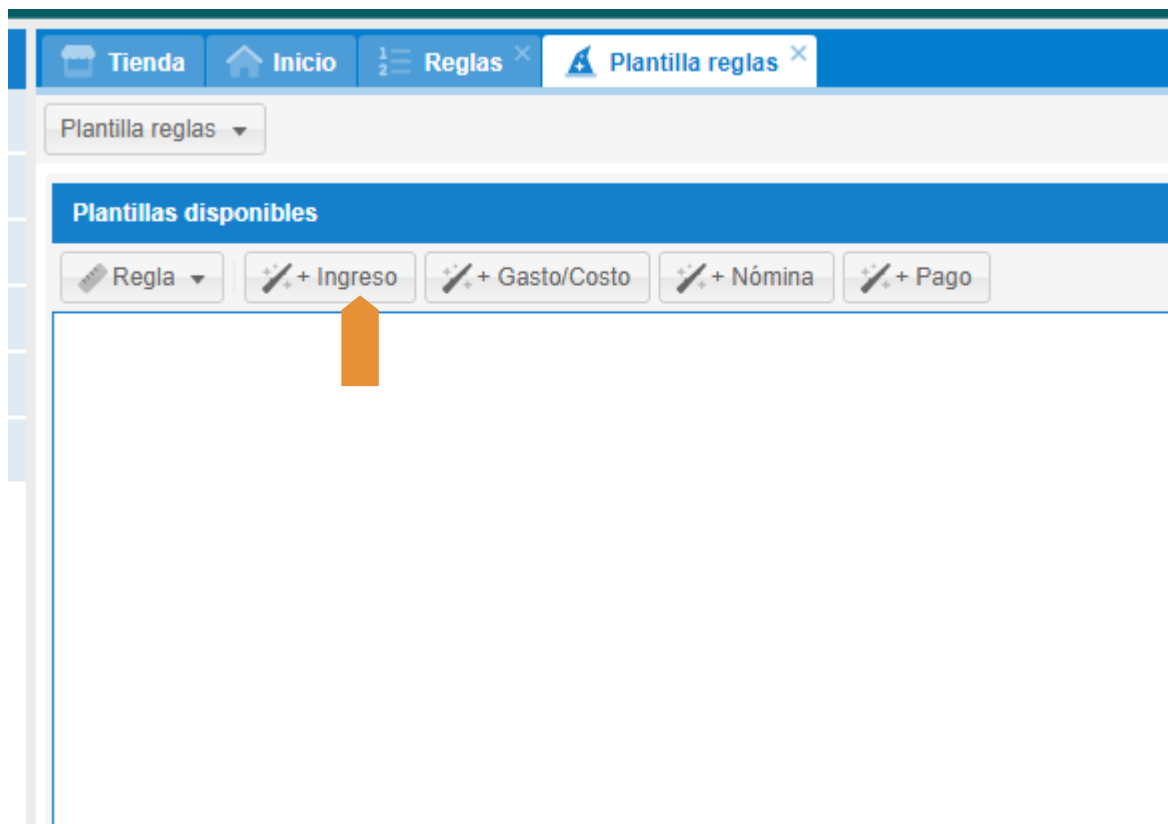 Tienda Inicio Reglas Plantilla reglas
Plantilla reglas
Plantillas disponibles
Regla + Ingreso + Gasto/Costo + Nómina + Pago